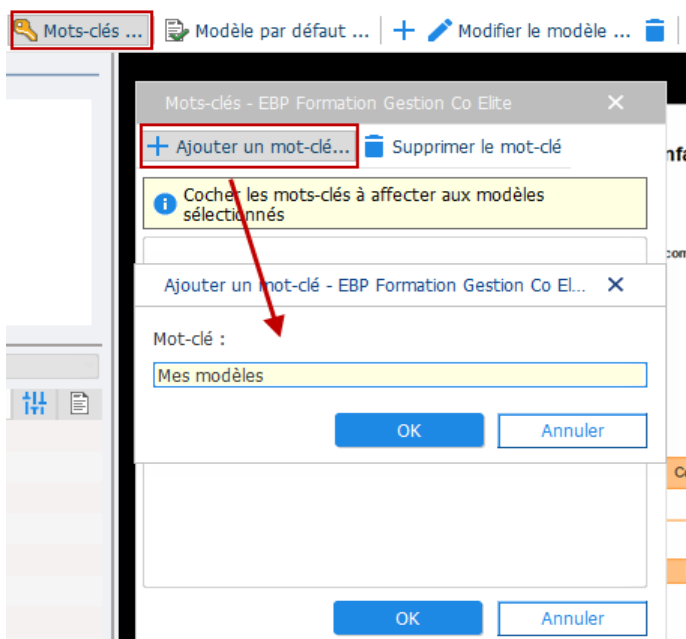 Mots-clés ... Modèle par défaut ... Modifier le modèle ...
Mots-clés - EBP Formation Gestion Co Elite
Ajouter un mot-clé... Supprimer le mot-clé
Cocher les mots-clés à affecter aux modèles
sélectionnés
Ajouter un mot-clé - EBP Formation Gestion Co El...
Mot-clé :
Mes modèles
OK Annuler
OK Annuler